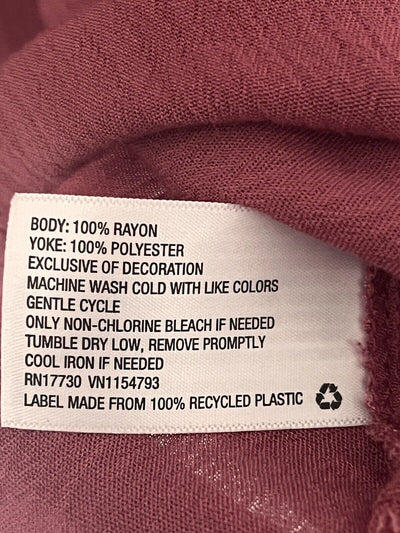 BODY: 100% RAYON
YOKE: 100% POLYESTER
EXCLUSIVE OF DECORATION
MACHINE WASH COLD WITH LIKE COLORS
GENTLE CYCLE
ONLY NON-CHLORINE BLEACH IF NEEDED
TUMBLE DRY LOW, REMOVE PROMPTLY
COOL IRON IF NEEDED
RN17730 VN1154793
LABEL MADE FROM 100% RECYCLED PLASTIC